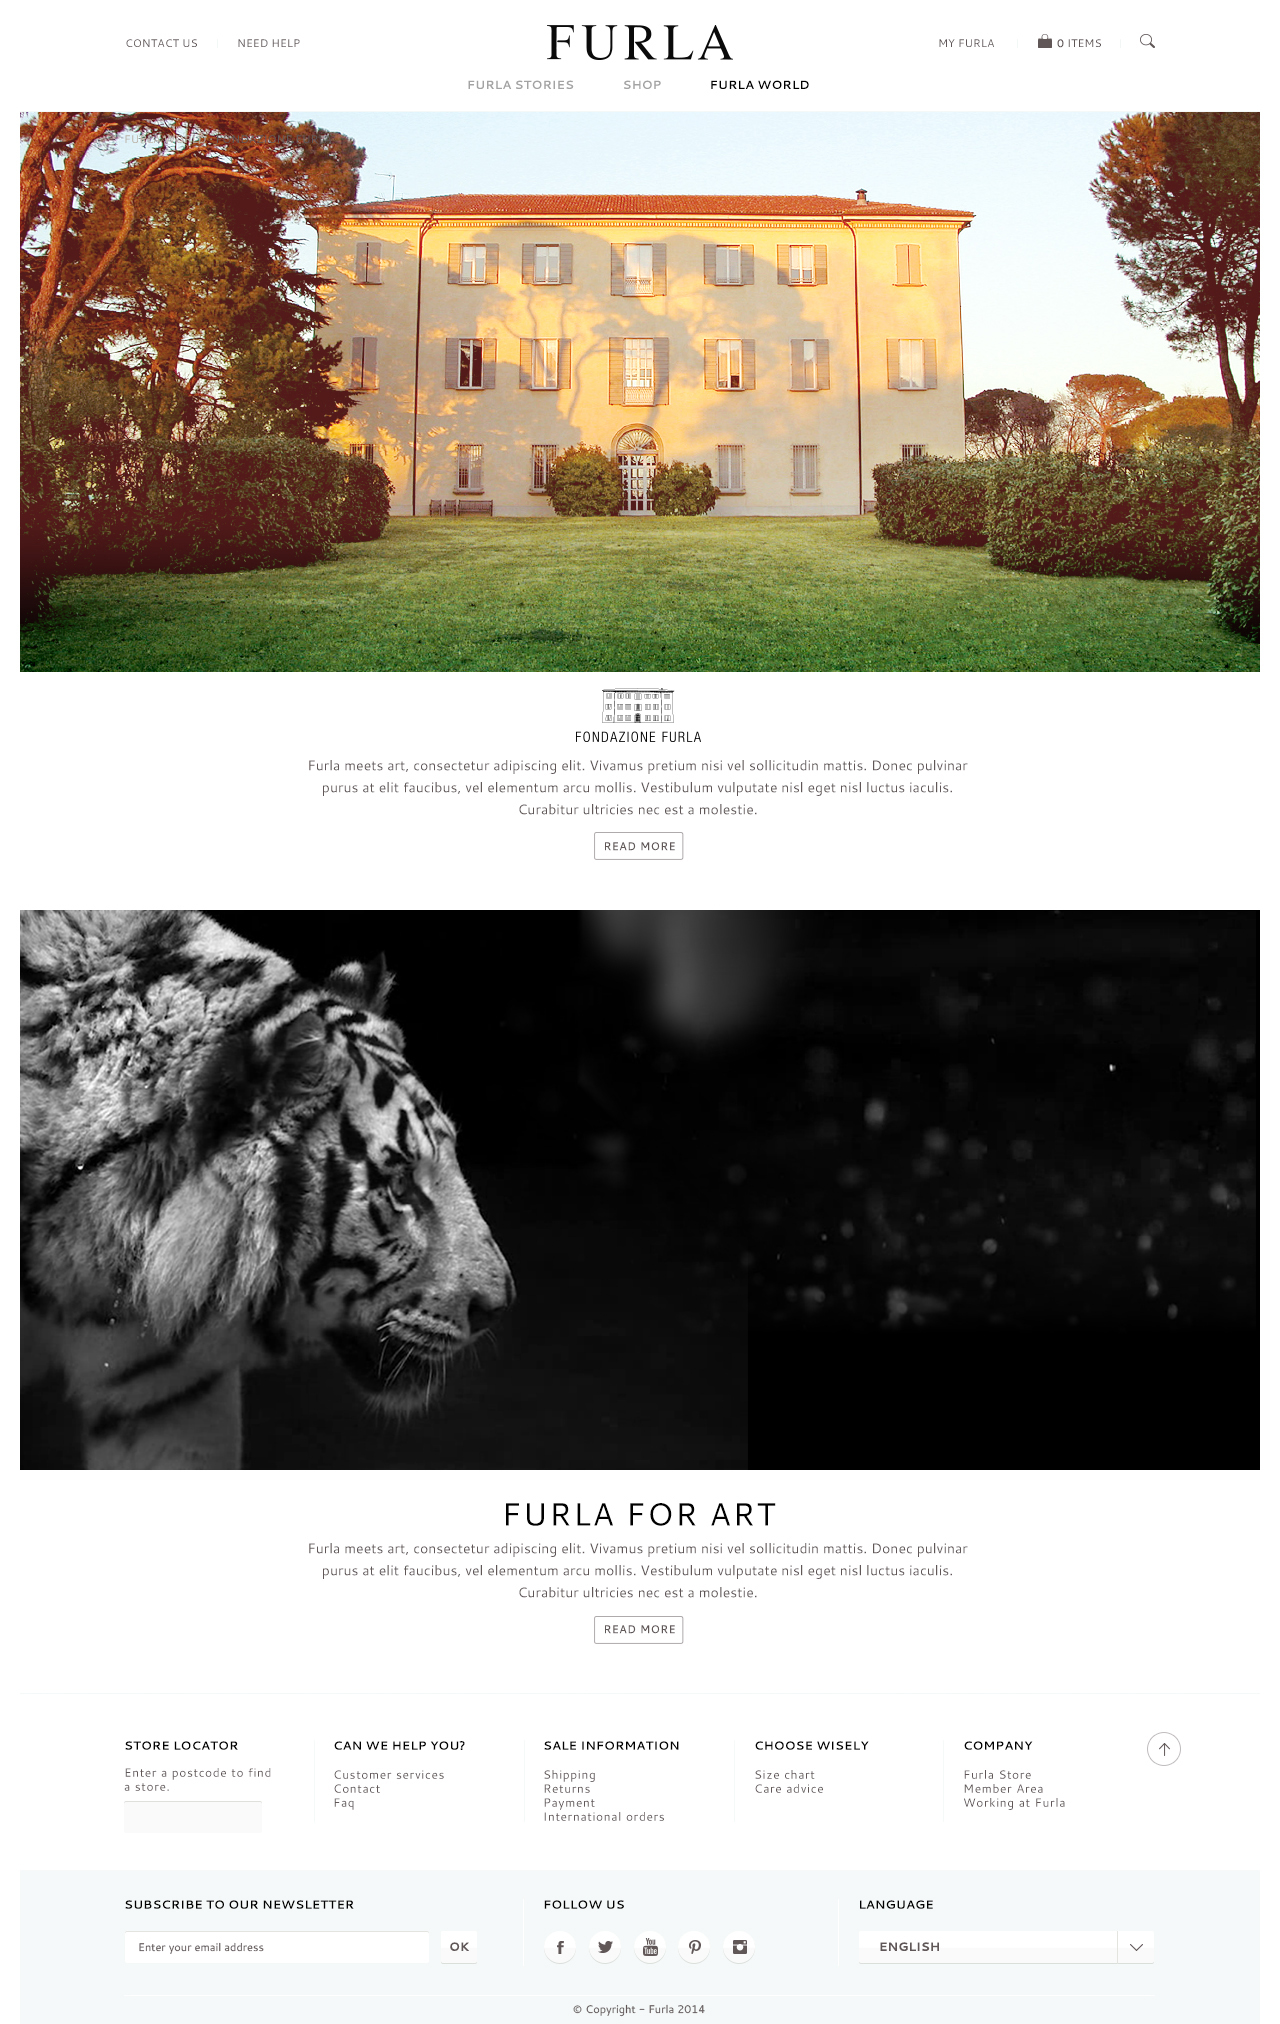 CONTACT US
NEED HELP
FURLA
MY FURLA
0 ITEMS
FURLA STORIES
SHOP
FURLA WORLD
FONDAZIONE FURLA
Furla meets art, consectetur adipiscing elit. Vivamus pretium nisi vel sollicitudin mattis. Donec pulvinar
purus at elit faucibus, vel elementum arcu mollis. Vestibulum vulputate nisl eget nisl luctus iaculis.
Curabitur ultricies nec est a molestie.
READ MORE
FURLA FOR ART
Furla meets art, consectetur adipiscing elit. Vivamus pretium nisi vel sollicitudin mattis. Donec pulvinar
purus at elit faucibus, vel elementum arcu mollis. Vestibulum vulputate nisl eget nisl luctus iaculis.
Curabitur ultricies nec est a molestie.
READ MORE
STORE LOCATOR
Enter a postcode to find
a store.
CAN WE HELP YOU?
Customer services
Contact
Faq
SALE INFORMATION
Shipping
Returns
Payment
International orders
CHOOSE WISELY
Size chart
Care advice
COMPANY
Furla Store
Member Area
Working at Furla
SUBSCRIBE TO OUR NEWSLETTER
Enter your email address
OK
FOLLOW US
You
Tube
LANGUAGE
ENGLISH
© Copyright - Furla 2014